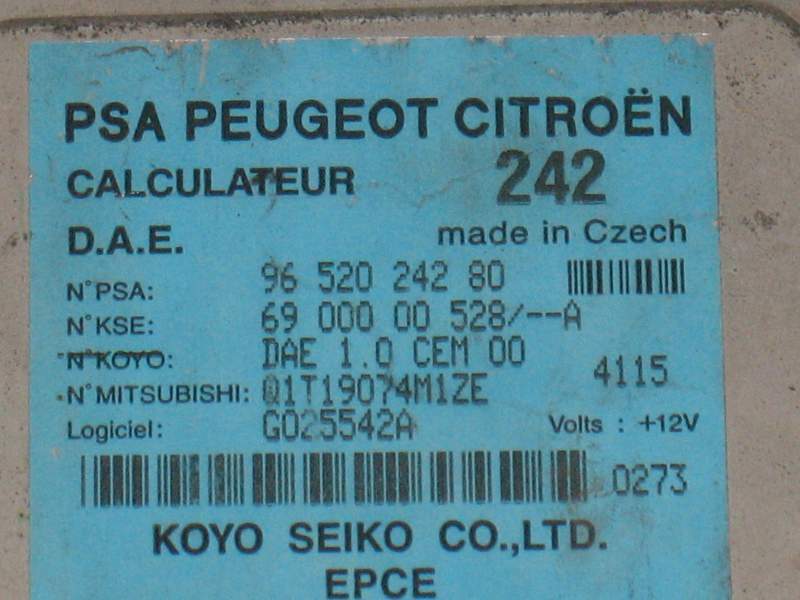 PSA PEUGEOT CITROËN
CALCULATEUR 242
D.A.E. made in Czech
N°PSA: 96 520 242 80
N°KSE: 69 000 00 528/--A
N°KOYO: DAE 1.0 CEM 00
N°MITSUBISHI: Q1T19074M1ZE 4115
Logiciel: G025542A Volts : +12V
0273
KOYO SEIKO CO.,LTD.
EPCE